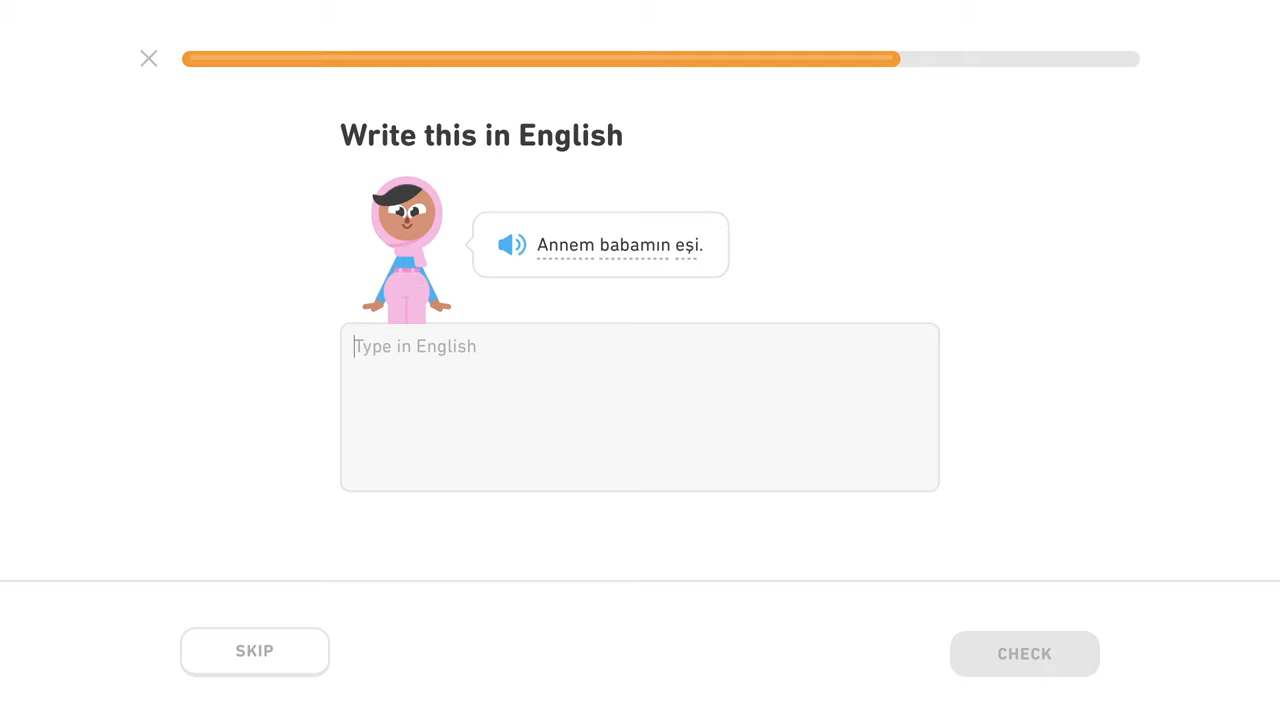 Write this in English
Annem babamın eşi.
Type in English
SKIP
CHECK